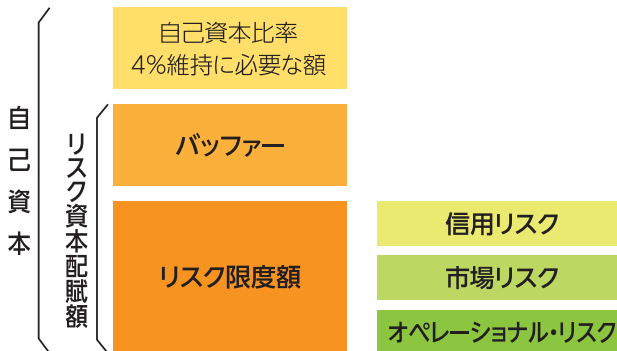 自己資本
リスク資本配賦額
自己資本比率
4%維持に必要な額
バッファー
リスク限度額
信用リスク
市場リスク
オペレーショナル・リスク